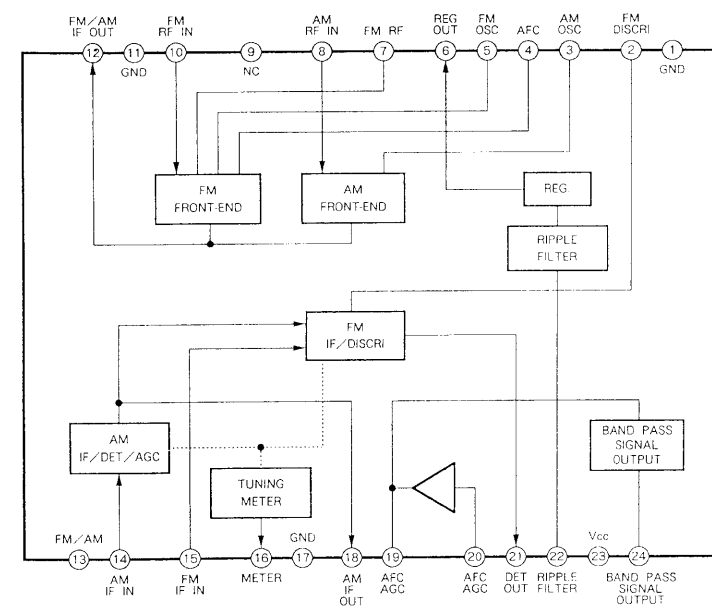 FM/AM
IF OUT
FM
RF IN
AM
RF IN
FM RF
REG
OUT
FM
OSC
AFC
AM
OSC
FM
DISCRI
12
11
10
9
8
7
6
5
4
3
2
1
GND
NC
GND
FM
FRONT-END
AM
FRONT-END
REG.
RIPPLE
FILTER
FM
IF/DISCRI
AM
IF/DET/AGC
TUNING
METER
BAND PASS
SIGNAL
OUTPUT
FM/AM
GND
Vcc
13
14
15
16
17
18
19
20
21
22
23
24
AM
IF IN
FM
IF IN
METER
AM
IF
OUT
AFC
AGC
AFC
AGC
DET
OUT
RIPPLE
FILTER
BAND PASS
SIGNAL
OUTPUT